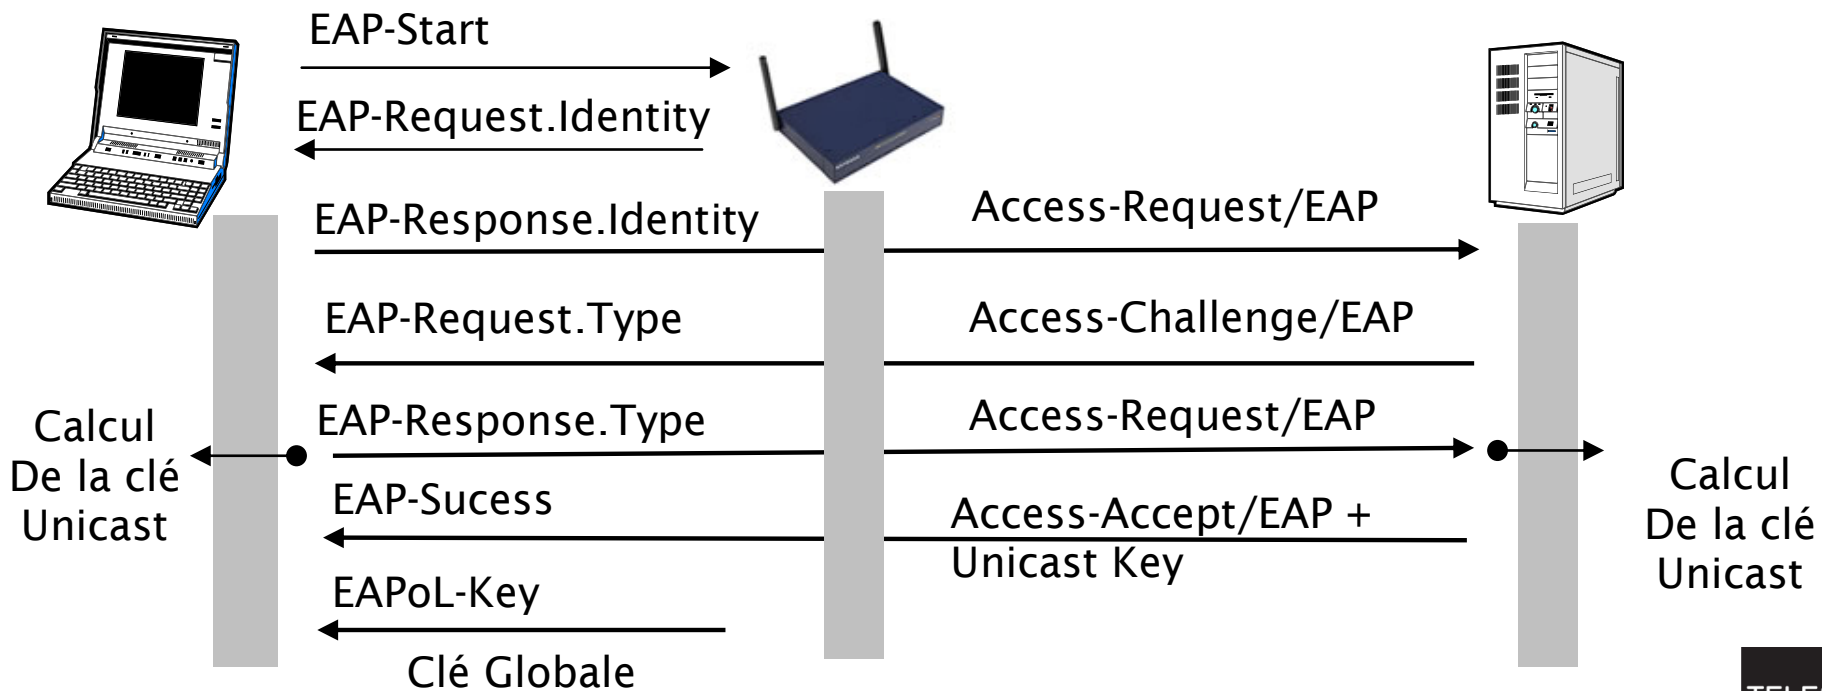 EAP-Start
EAP-Request.Identity
EAP-Response.Identity
Access-Request/EAP
EAP-Request.Type
Access-Challenge/EAP
EAP-Response.Type
Access-Request/EAP
Calcul
De la clé
Unicast
EAP-Sucess
Access-Accept/EAP +
Unicast Key
Calcul
De la clé
Unicast
EAPoL-Key
Clé Globale